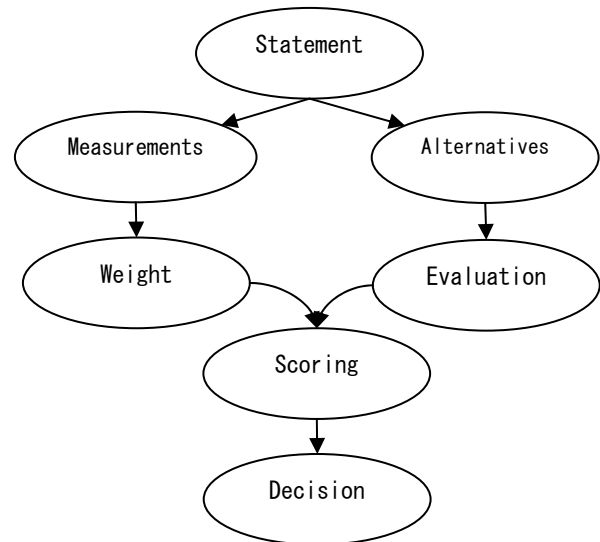 Statement
Measurements
Alternatives
Weight
Evaluation
Scoring
Decision